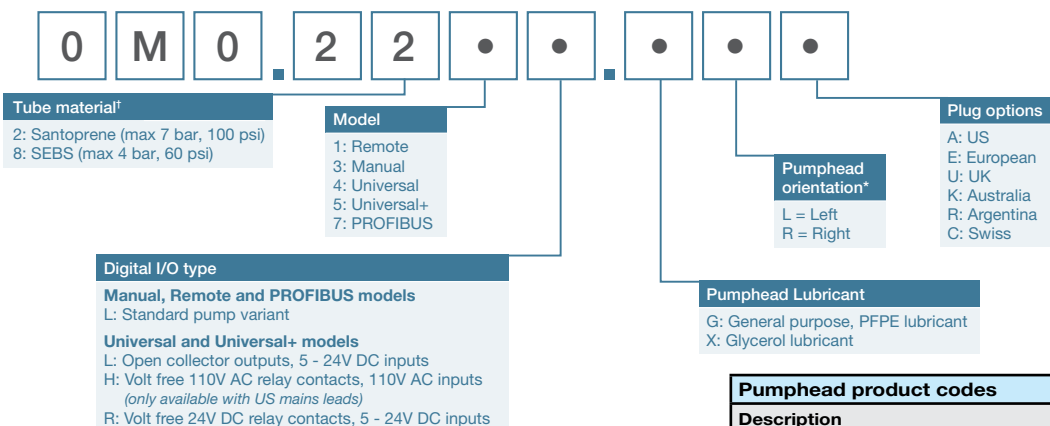 0 M 0 . 2 2 • • . • • •
Tube material†
2: Santoprene (max 7 bar, 100 psi)
8: SEBS (max 4 bar, 60 psi)
Model
1: Remote
3: Manual
4: Universal
5: Universal+
7: PROFIBUS
Plug options
A: US
E: European
U: UK
K: Australia
R: Argentina
C: Swiss
Pumphead
orientation*
L = Left
R = Right
Digital I/O type
Manual, Remote and PROFIBUS models
L: Standard pump variant
Universal and Universal+ models
L: Open collector outputs, 5 - 24V DC inputs
H: Volt free 110V AC relay contacts, 110V AC inputs
(only available with US mains leads)
R: Volt free 24V DC relay contacts, 5 - 24V DC inputs
Pumphead Lubricant
G: General purpose, PFPE lubricant
X: Glycerol lubricant
Pumphead product codes
Description